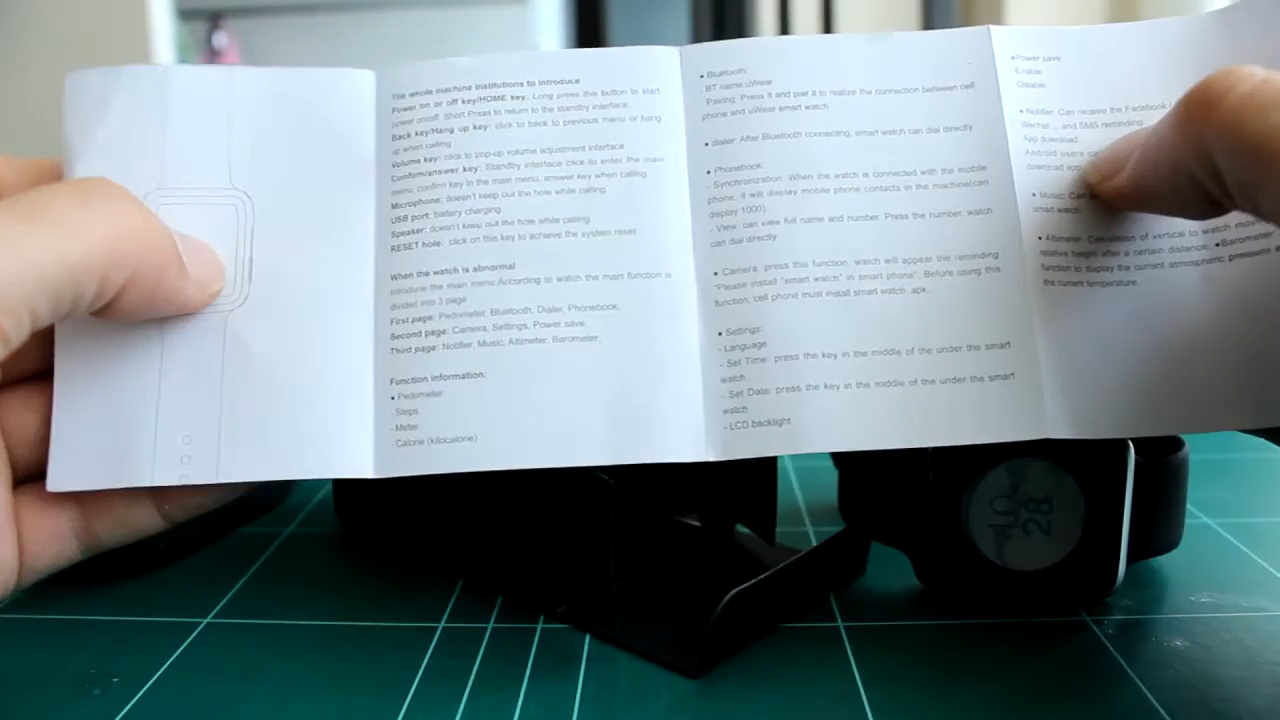 The whole machine institutions to introduce
Power on or off key/HOME key: Long press this button to start
power on/off. Short Press to return to the standby interface.
Back key/Hang up key: click to back to previous menu or hang
up when calling
Volume key: click to pop-up volume adjustment interface
Confirm/answer key: Standby interface click to enter the main
menu, confirm key in the main menu, answer key when calling.
Microphone: doesn't keep out the hole while calling.
USB port: battery charging
Speaker: doesn't keep out the hole while calling.
RESET hole: click on this key to achieve the system reset
When the watch is abnormal
introduce the main menu:According to watch the main function is
divided into 3 page
First page: Pedometer, Bluetooth, Dialer, Phonebook,
Second page: Camera, Settings, Power save,
Third page: Notifier, Music, Altimeter, Barometer
Function information:
● Pedometer
- Steps
- Meter
- Calorie (kilocalorie)
● Bluetooth:
- BT name:uWear
- Pairing: Press it and pair it to realize the connection between cell
phone and uWear smart watch.
● dialer: After Bluetooth connecting, smart watch can dial directly
● Phonebook:
- Synchronization: When the watch is connected with the mobile
phone, it will display mobile phone contacts in the machine(can
display 1000)
- View: can view full name and number. Press the number, watch
can dial directly
● Camera: press this function, watch will appear the reminding
"Please install "smart watch" in smart phone". Before using this
function, cell phone must install smart watch .apk.
● Settings:
- Language
- Set Time: press the key in the middle of the under the smart
watch
- Set Date: press the key in the middle of the under the smart
watch
- LCD backlight
●Power save
Enable
Disable
● Notifier: Can receive the Facebook
Wechat ... and SMS reminding.
App download
Android users
download
● Music:
smart watch.
● Altimeter: Calculation of vertical to watch
relative height after a certain distance. ●Barometer
function to display the current atmospheric pressure
the current temperature.
10
28